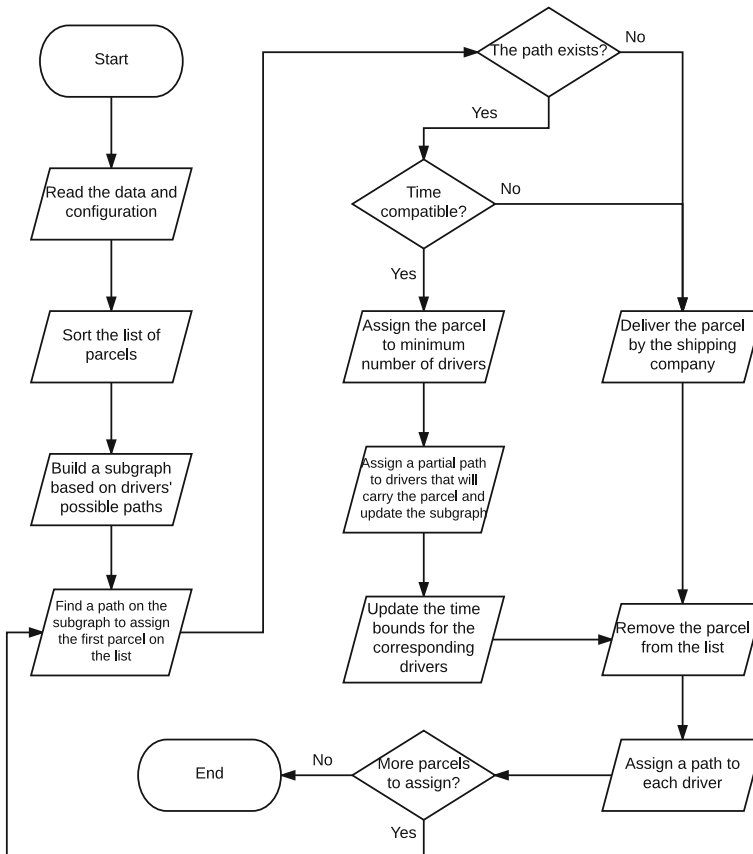 Start
Read the data and
configuration
Sort the list of
parcels
Build a subgraph
based on drivers'
possible paths
Find a path on the
subgraph to assign
the first parcel on
the list
The path exists?
No
Yes
Time
compatible?
No
Yes
Assign the parcel
to minimum
number of drivers
Deliver the parcel
by the shipping
company
Assign a partial path
to drivers that will
carry the parcel and
update the subgraph
Update the time
bounds for the
corresponding
drivers
Remove the parcel
from the list
Assign a path to
each driver
More parcels
to assign?
No
End
Yes